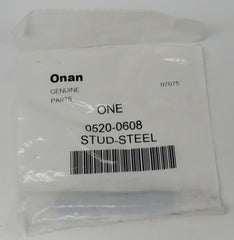 Onan
GENUINE 07075
PARTS
ONE
0520-0608
STUD-STEEL